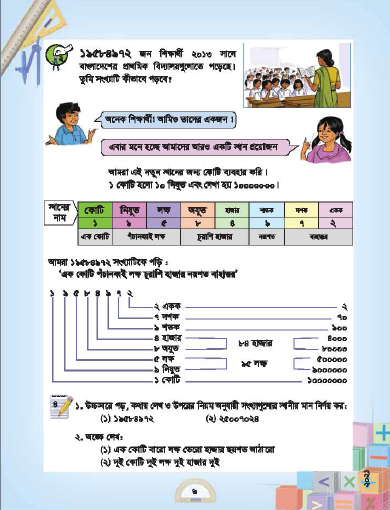 ১৯৫৮৪৯৭২ জন শিক্ষার্থী ২০১৩ সালে
বাংলাদেশের প্রাথমিক বিদ্যালয়গুলোতে পড়েছে।
তুমি সংখ্যাটি কীভাবে পড়বে?
অনেক শিক্ষার্থী! আমিও তাদের একজন !
এবার মনে হচ্ছে আমাদের আরও একটি স্থান প্রয়োজন
আমরা এই নতুন স্থানের জন্য কোটি ব্যবহার করি ।
১ কোটি হলো ১০ নিযুত এবং লেখা হয় ১০০০০০০০।
স্থানের নাম কোটি নিযুত লক্ষ অযুত হাজার শতক দশক একক
১ ৯ ৫ ৮ ৪ ৯ ৭ ২
এক কোটি পঁচানব্বই লক্ষ চুরাশি হাজার নয়শত বাহাত্তর
আমরা ১৯৫৮৪৯৭২ সংখ্যাটিকে পড়ি :
‘এক কোটি পঁচানব্বই লক্ষ চুরাশি হাজার নয়শত বাহাত্তর’
১ ৯ ৫ ৮ ৪ ৯ ৭ ২
২ একক ২
৭ দশক ৭০
৯ শতক ৯০০
৪ হাজার ৪০০০
৮৪ হাজার
৮ অযুত ৮০০০০
৫ লক্ষ ৫০০০০০
৯৫ লক্ষ
৯ নিযুত ৯০০০০০০
১ কোটি ১০০০০০০০
৪
১. উচ্চস্বরে পড়, কথায় লেখ ও উপরের নিয়ম অনুযায়ী সংখ্যাগুলোর স্থানীয় মান নির্ণয় কর:
(১) ১৯৫৮৪৯৭২ (২) ২৫০০৭০২৪
২. অঙ্কে লেখ:
(১) এক কোটি বারো লক্ষ তেরো হাজার ছয়শত আঠারো
(২) দুই কোটি দুই লক্ষ দুই হাজার দুই
৬